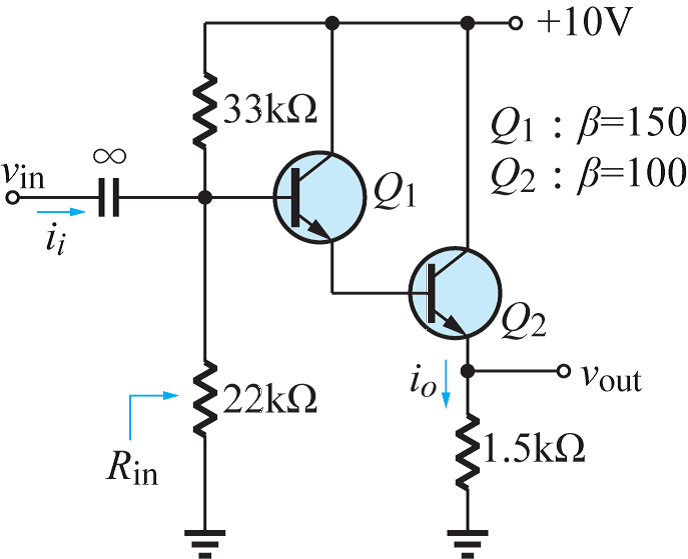 +10V
33kΩ
Q1 : β=150
Q2 : β=100
∞
vin
Q1
ii
Q2
io
vout
22kΩ
Rin
1.5kΩ